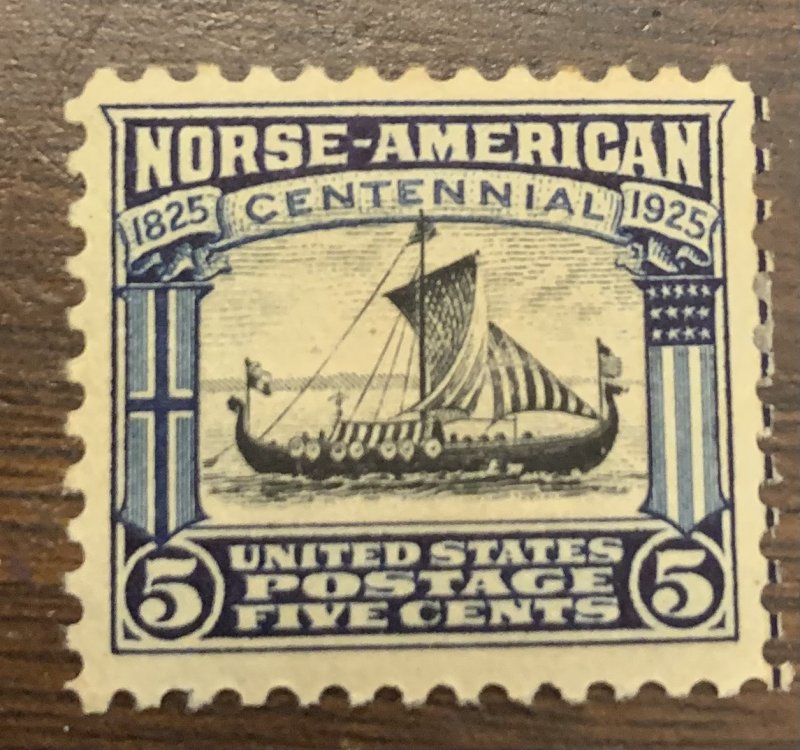 NORSE-AMERICAN
1825 CENTENNIAL 1925
5 UNITED STATES 5
POSTAGE
FIVE CENTS